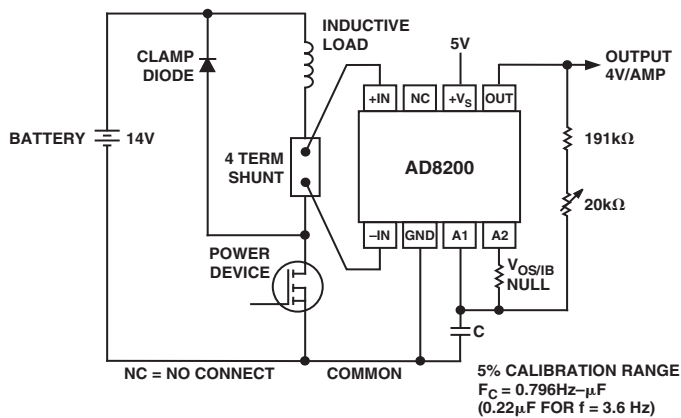 INDUCTIVE
LOAD
CLAMP
DIODE
5V
OUTPUT
4V/AMP
+IN
NC
+VS
OUT
BATTERY
14V
4 TERM
SHUNT
AD8200
191kΩ
20kΩ
–IN
GND
A1
A2
POWER
DEVICE
VOS/IB
NULL
C
NC = NO CONNECT
COMMON
5% CALIBRATION RANGE
FC = 0.796Hz–μF
(0.22μF FOR f = 3.6 Hz)